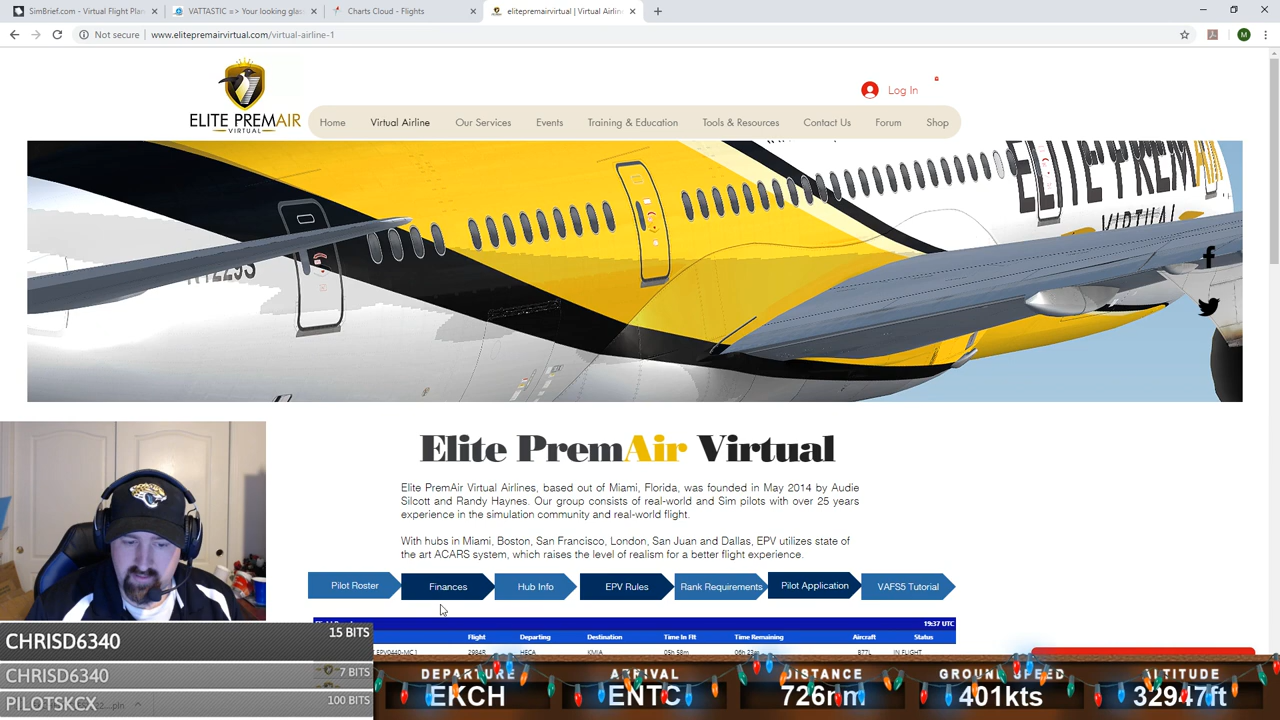 SimBrief.com - Virtual Flight Plan
VATTASTIC => Your looking glas
Charts Cloud - Flights
elitepremairvirtual | Virtual Airline
Not secure
www.elitepremairvirtual.com/virtual-airline-1
M
ELITE PREMAIR
VIRTUAL
Log In
Home
Virtual Airline
Our Services
Events
Training & Education
Tools & Resources
Contact Us
Forum
Shop
ELITE PREMAIR
VIRTUAL
Elite PremAir Virtual
Elite PremAir Virtual Airlines, based out of Miami, Florida, was founded in May 2014 by Audie
Silcott and Randy Haynes. Our group consists of real-world and Sim pilots with over 25 years
experience in the simulation community and real-world flight.
With hubs in Miami, Boston, San Francisco, London, San Juan and Dallas, EPV utilizes state of
the art ACARS system, which raises the level of realism for a better flight experience.
Pilot Roster
Finances
Hub Info
EPV Rules
Rank Requirements
Pilot Application
VAFS5 Tutorial
19:37 UTC
Flight
Departing
Destination
Time In Flt
Time Remaining
Aircraft
Status
HECA
KMIA
05h 58m
B77L
IN FLIGHT
CHRISD6340
15 BITS
CHRISD6340
7 BITS
PILOTSKCX
100 BITS
DEPARTURE
EKCH
ARRIVAL
ENTC
DISTANCE
726nm
GROUND SPEED
401kts
ALTITUDE
32947ft